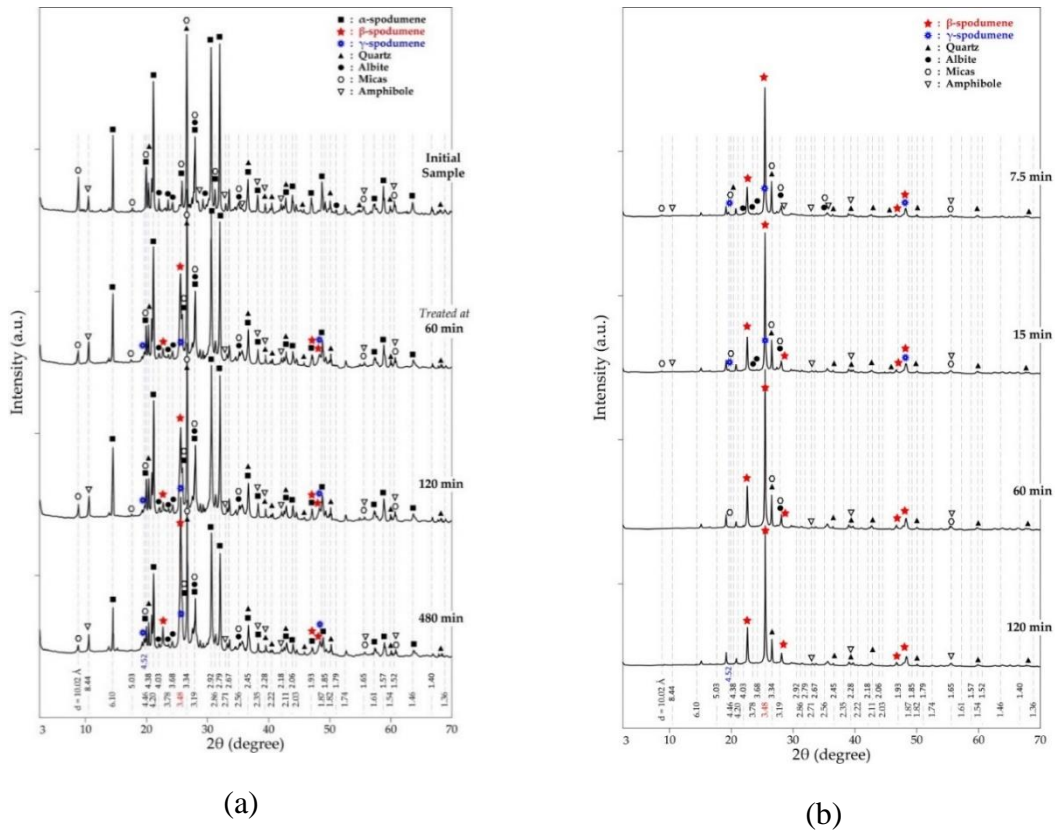 ■ : α-spodumene
★ : β-spodumene
✹ : γ-spodumene
▲ : Quartz
● : Albite
○ : Micas
▽ : Amphibole
Initial
Sample
Treated at
60 min
120 min
480 min
Intensity (a.u.)
d = 10.02 Å
8.44
6.10
5.03
4.52
4.46
4.38
4.20
4.03
3.78
3.68
3.48
3.34
3.19
2.92
2.86
2.79
2.71
2.67
2.56
2.45
2.35
2.28
2.22
2.18
2.11
2.06
2.03
1.93
1.87
1.85
1.82
1.79
1.74
1.65
1.61
1.57
1.54
1.52
1.46
1.40
1.36
3 10 20 30 40 50 60 70
2θ (degree)
(a)
★ : β-spodumene
✹ : γ-spodumene
▲ : Quartz
● : Albite
○ : Micas
▽ : Amphibole
7.5 min
15 min
60 min
120 min
Intensity (a.u.)
d = 10.02 Å
8.44
6.10
5.03
4.52
4.46
4.38
4.20
4.03
3.78
3.68
3.48
3.34
3.19
2.92
2.86
2.79
2.71
2.67
2.56
2.45
2.35
2.28
2.22
2.18
2.11
2.06
2.03
1.93
1.87
1.85
1.82
1.79
1.74
1.65
1.61
1.57
1.54
1.52
1.46
1.40
1.36
3 10 20 30 40 50 60 70
2θ (degree)
(b)